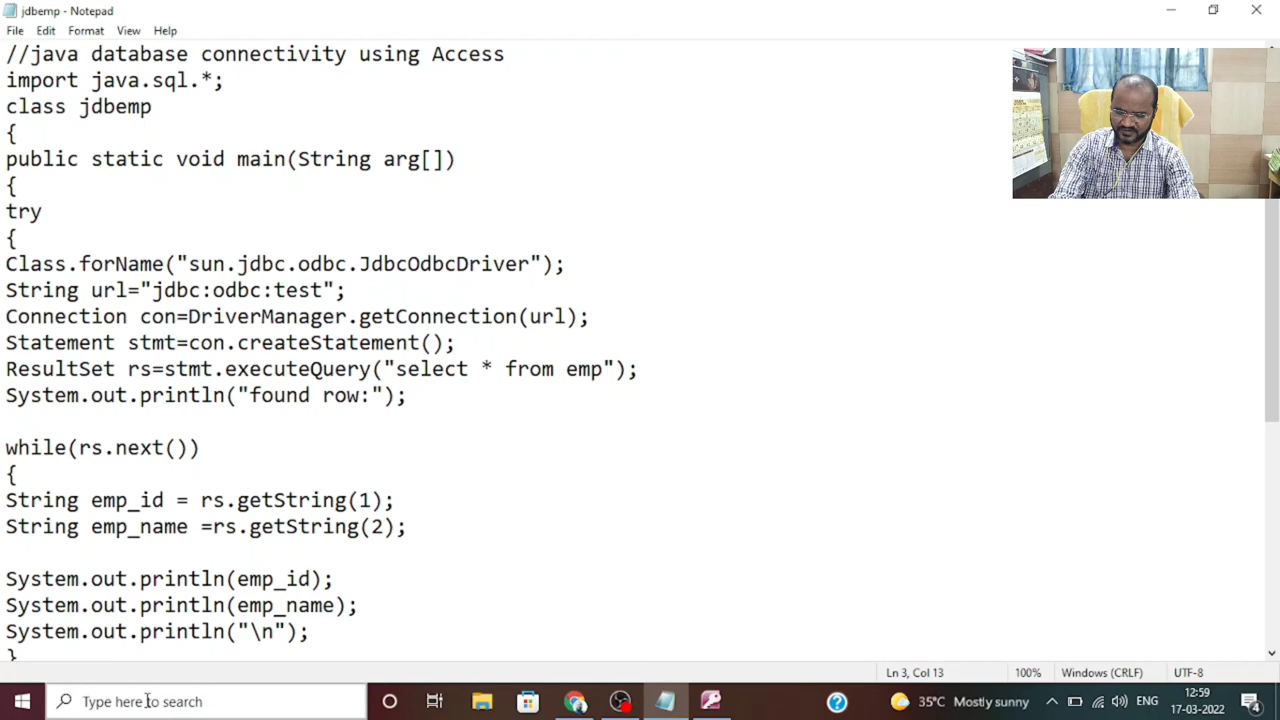 jdbemp - Notepad
File Edit Format View Help
//java database connectivity using Access
import java.sql.*;
class jdbemp
{
public static void main(String arg[])
{
try
{
Class.forName("sun.jdbc.odbc.JdbcOdbcDriver");
String url="jdbc:odbc:test";
Connection con=DriverManager.getConnection(url);
Statement stmt=con.createStatement();
ResultSet rs=stmt.executeQuery("select * from emp");
System.out.println("found row:");
while(rs.next())
{
String emp_id = rs.getString(1);
String emp_name =rs.getString(2);
System.out.println(emp_id);
System.out.println(emp_name);
System.out.println("\n");
}
Ln 3, Col 13 100% Windows (CRLF) UTF-8
Type here to search
35°C Mostly sunny
ENG
12:59
17-03-2022
4